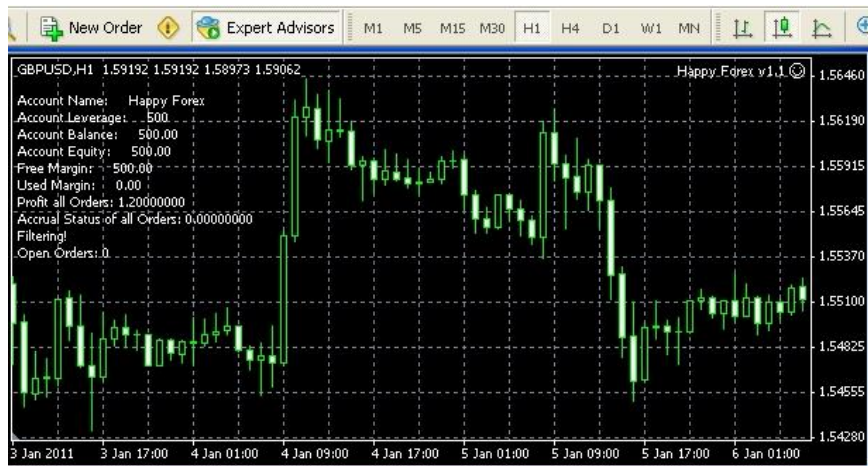 New Order Expert Advisors M1 M5 M15 M30 H1 H4 D1 W1 MN
GBPUSD,H1 1.59192 1.59192 1.58973 1.59062
Happy Forex v1.1
Account Name: Happy Forex
Account Leverage: 500
Account Balance: 500.00
Account Equity: 500.00
Free Margin: 500.00
Used Margin: 0.00
Profit all Orders: 1.20000000
Accrual Status of all Orders: 0.00000000
Filtering!
Open Orders: 0
1.56460
1.56190
1.55915
1.55645
1.55370
1.55100
1.54825
1.54555
1.54280
3 Jan 2011 3 Jan 17:00 4 Jan 01:00 4 Jan 09:00 4 Jan 17:00 5 Jan 01:00 5 Jan 09:00 5 Jan 17:00 6 Jan 01:00